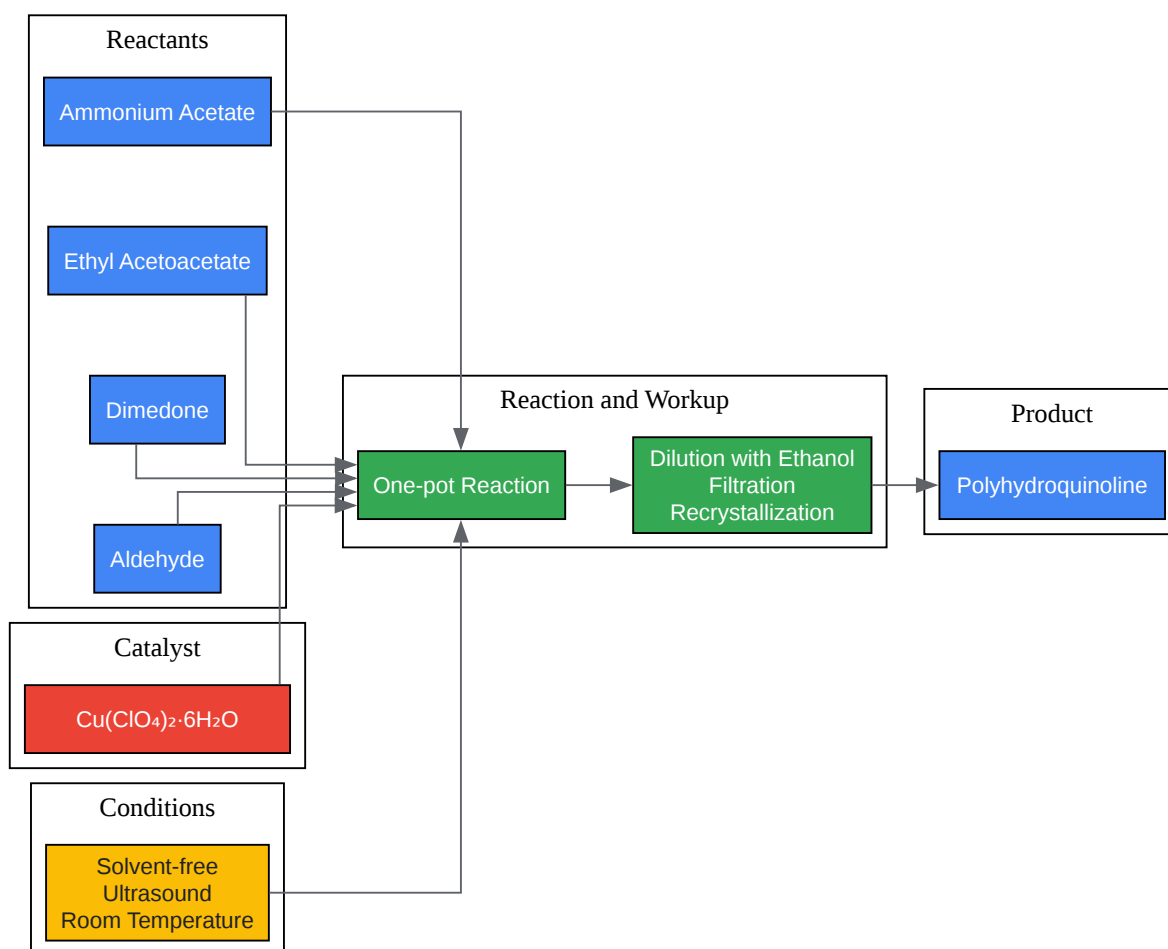 Reactants
Ammonium Acetate
Ethyl Acetoacetate
Dimedone
Aldehyde
Catalyst
Cu(ClO₄)₂·6H₂O
Conditions
Solvent-free
Ultrasound
Room Temperature
Reaction and Workup
One-pot Reaction
Dilution with Ethanol
Filtration
Recrystallization
Product
Polyhydroquinoline